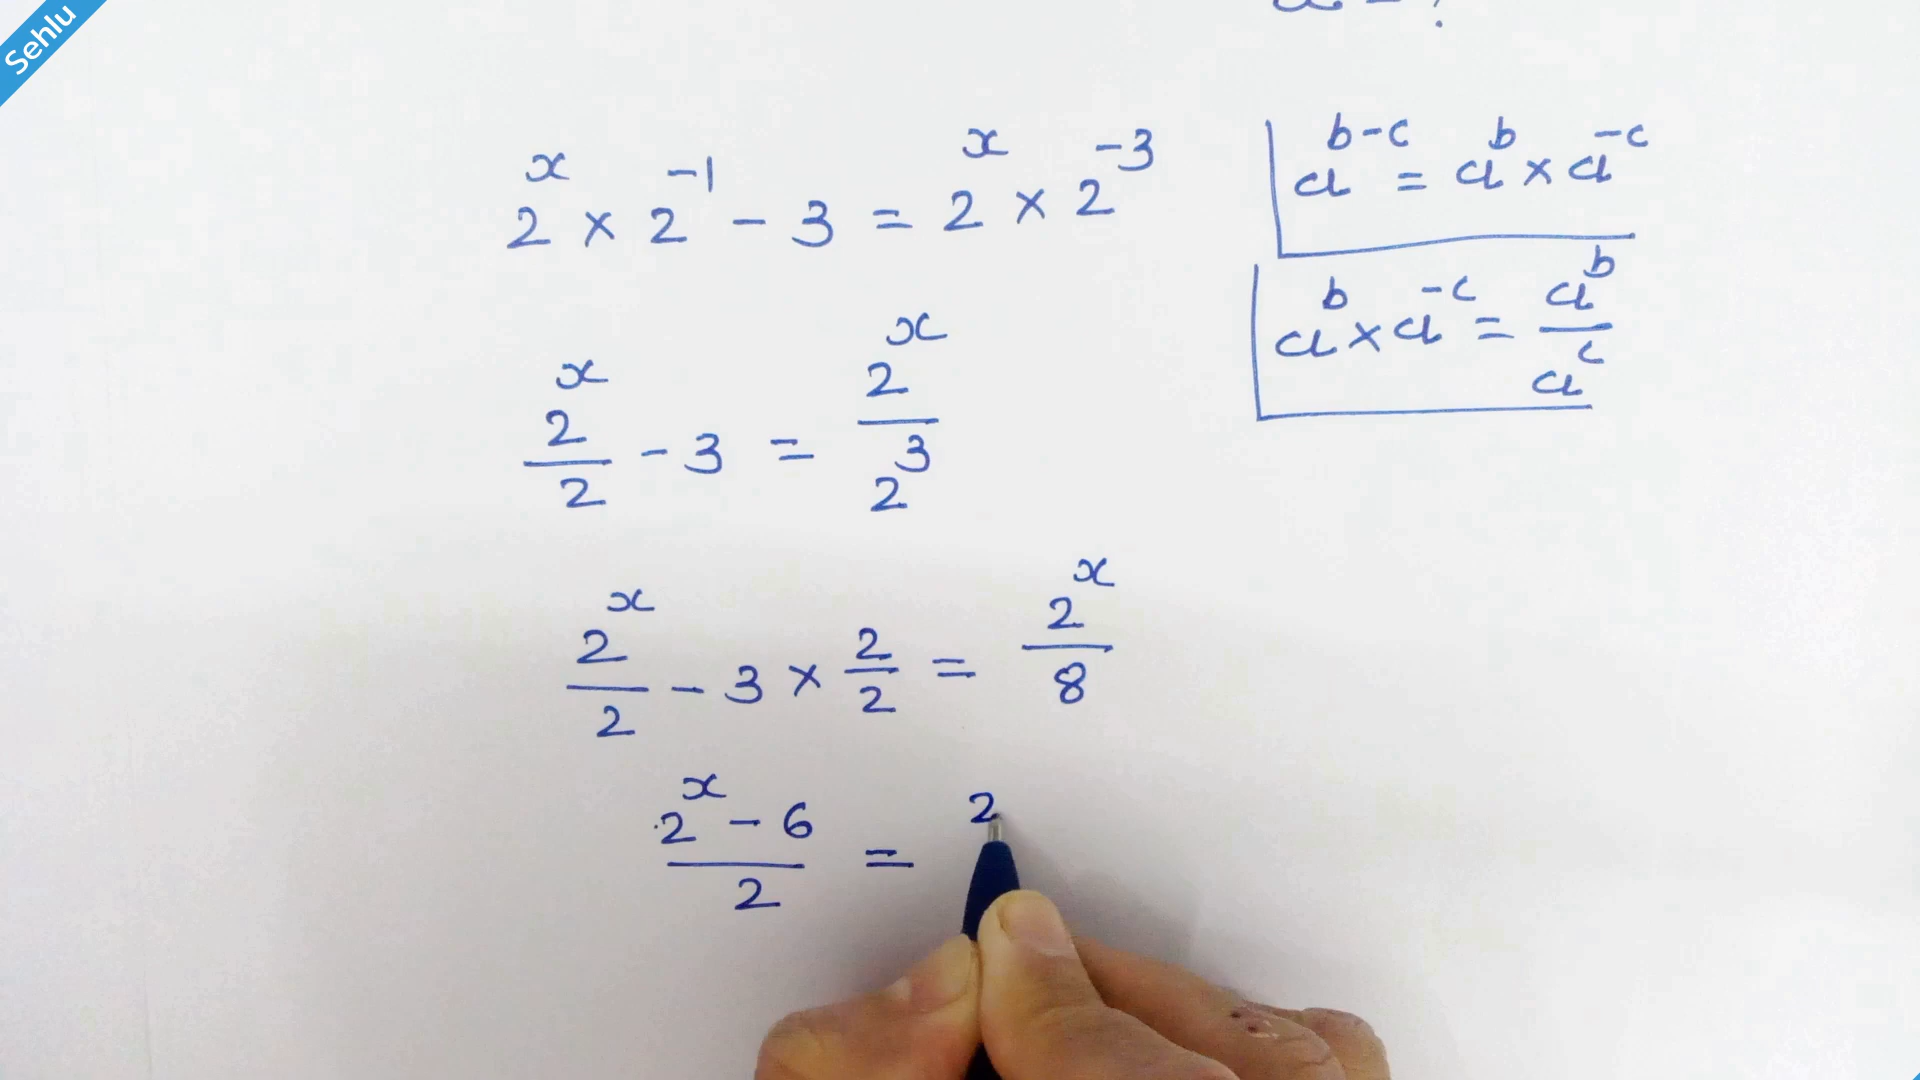 Sehlu
2^x × 2^-1 - 3 = 2^x × 2^-3
a^b-c = a^b × a^-c
a^b × a^-c = a^b/a^c
2^x/2 - 3 = 2^x/2^3
2^x/2 - 3 × 2/2 = 2^x/8
2^x - 6/2 = 2